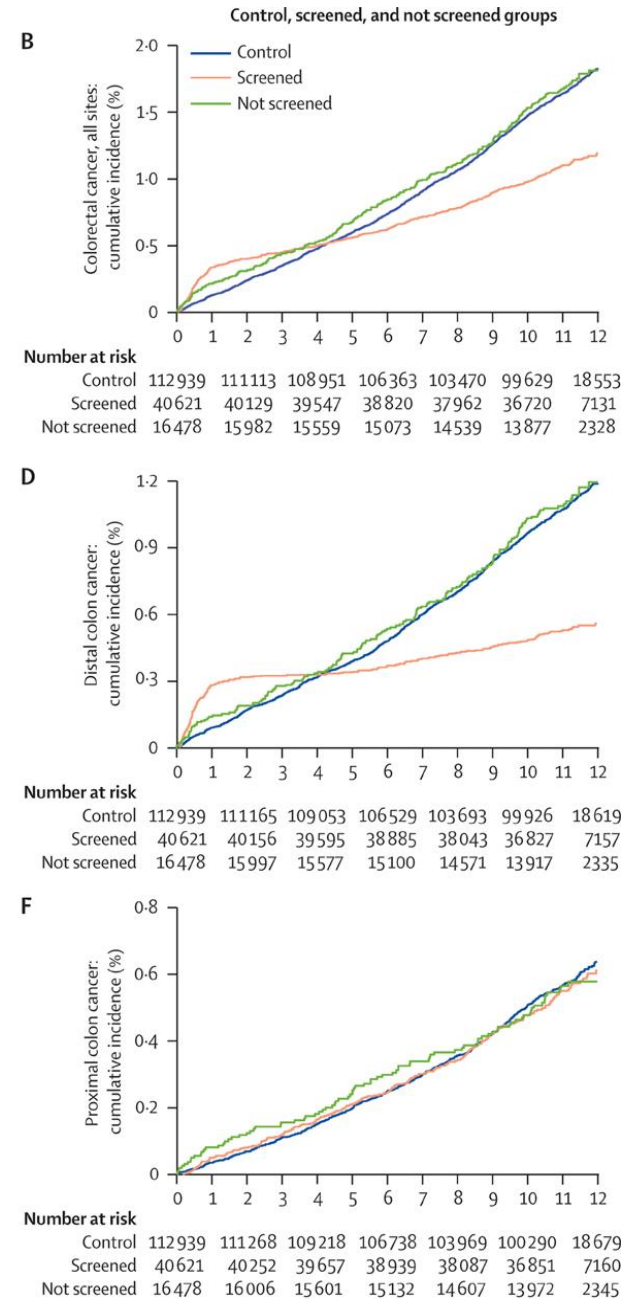 Control, screened, and not screened groups
B
Colorectal cancer, all sites:
cumulative incidence (%)
2·0
1·5
1·0
0·5
0
Control
Screened
Not screened
0 1 2 3 4 5 6 7 8 9 10 11 12
Number at risk
Control 112 939 111 113 108 951 106 363 103 470 99 629 18 553
Screened 40 621 40 129 39 547 38 820 37 962 36 720 7131
Not screened 16 478 15 982 15 559 15 073 14 539 13 877 2328
D
Distal colon cancer:
cumulative incidence (%)
1·2
0·9
0·6
0·3
0
0 1 2 3 4 5 6 7 8 9 10 11 12
Number at risk
Control 112 939 111 165 109 053 106 529 103 693 99 926 18 619
Screened 40 621 40 156 39 595 38 885 38 043 36 827 7157
Not screened 16 478 15 997 15 577 15 100 14 571 13 917 2335
F
Proximal colon cancer:
cumulative incidence (%)
0·8
0·6
0·4
0·2
0
0 1 2 3 4 5 6 7 8 9 10 11 12
Number at risk
Control 112 939 111 268 109 218 106 738 103 969 100 290 18 679
Screened 40 621 40 252 39 657 38 939 38 087 36 851 7160
Not screened 16 478 16 006 15 601 15 132 14 607 13 972 2345